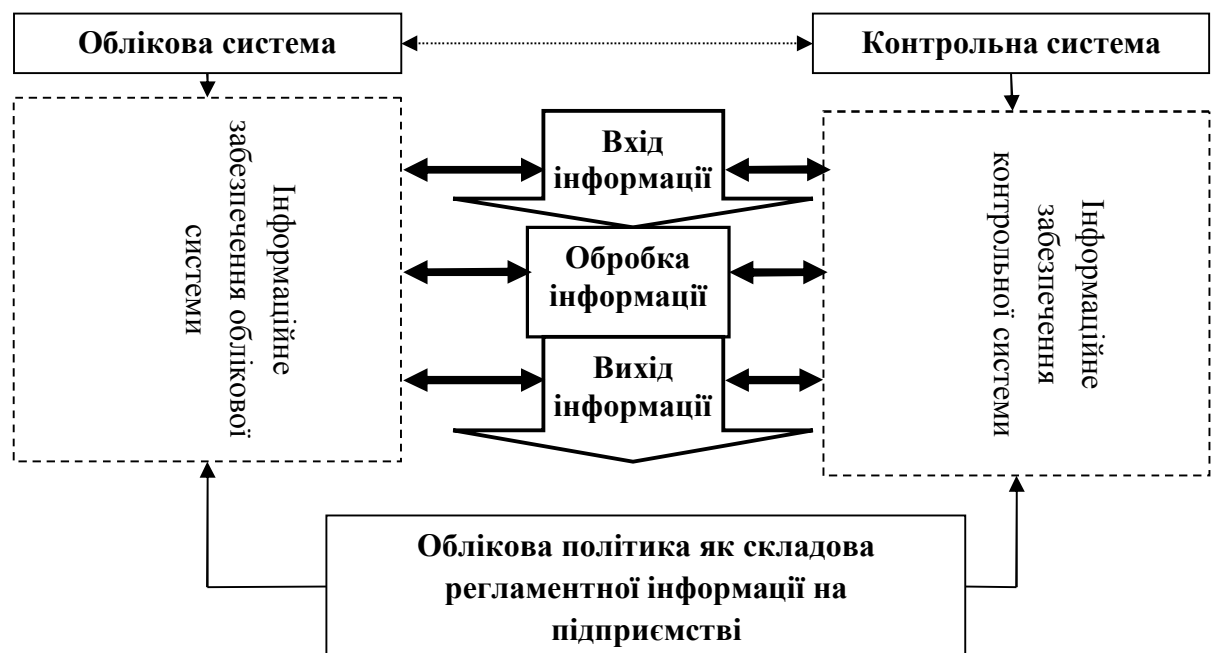 Облікова система
Контрольна система
Інформаційне
забезпечення облікової
системи
Вхід
інформації
Обробка
інформації
Вихід
інформації
Інформаційне
забезпечення
контрольної системи
Облікова політика як складова
регламентної інформації на
підприємстві